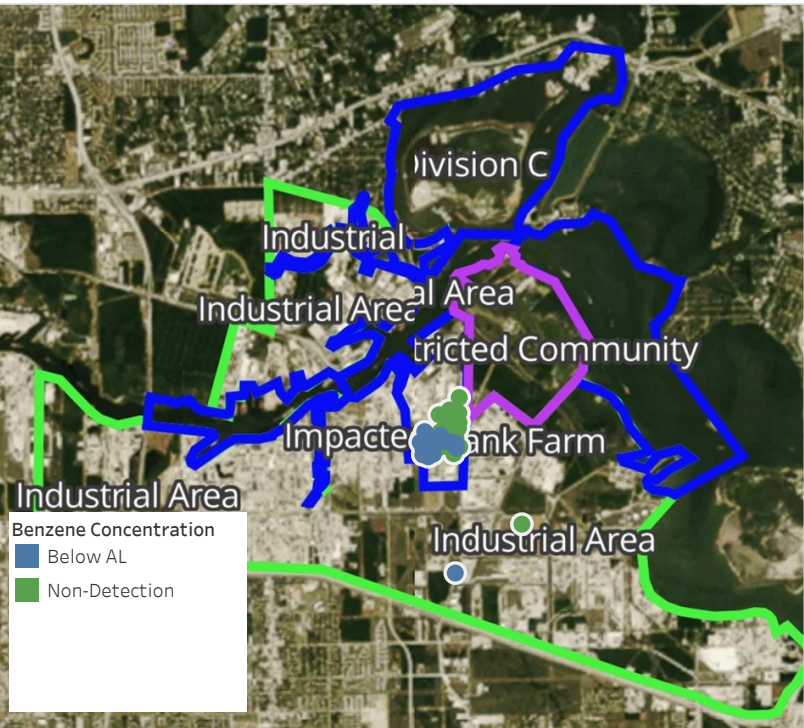 )ivision C
Industrial
al Area
Industrial Area
tricted Community
Impacte
ank Farm
Industrial Area
Benzene Concentration
Below AL
Non-Detection
Industrial Area